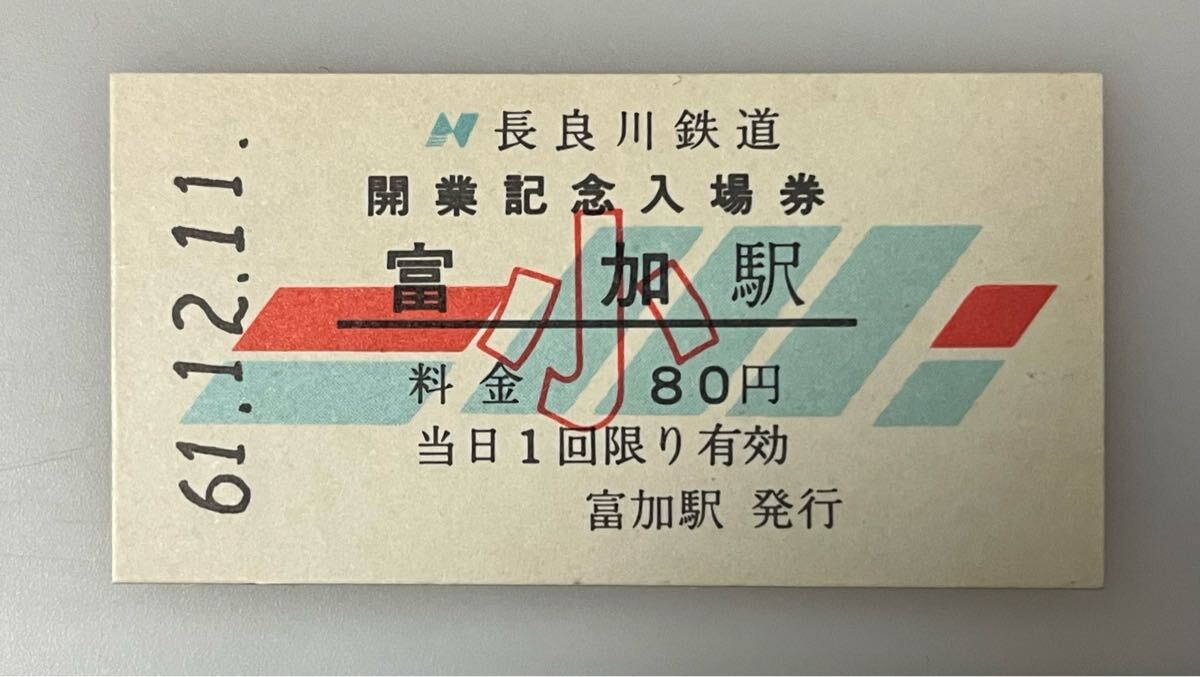 長良川鉄道
開業記念入場券
富加駅
小
料金 80円
当日1回限り有効
富加駅 発行
61.12.11.